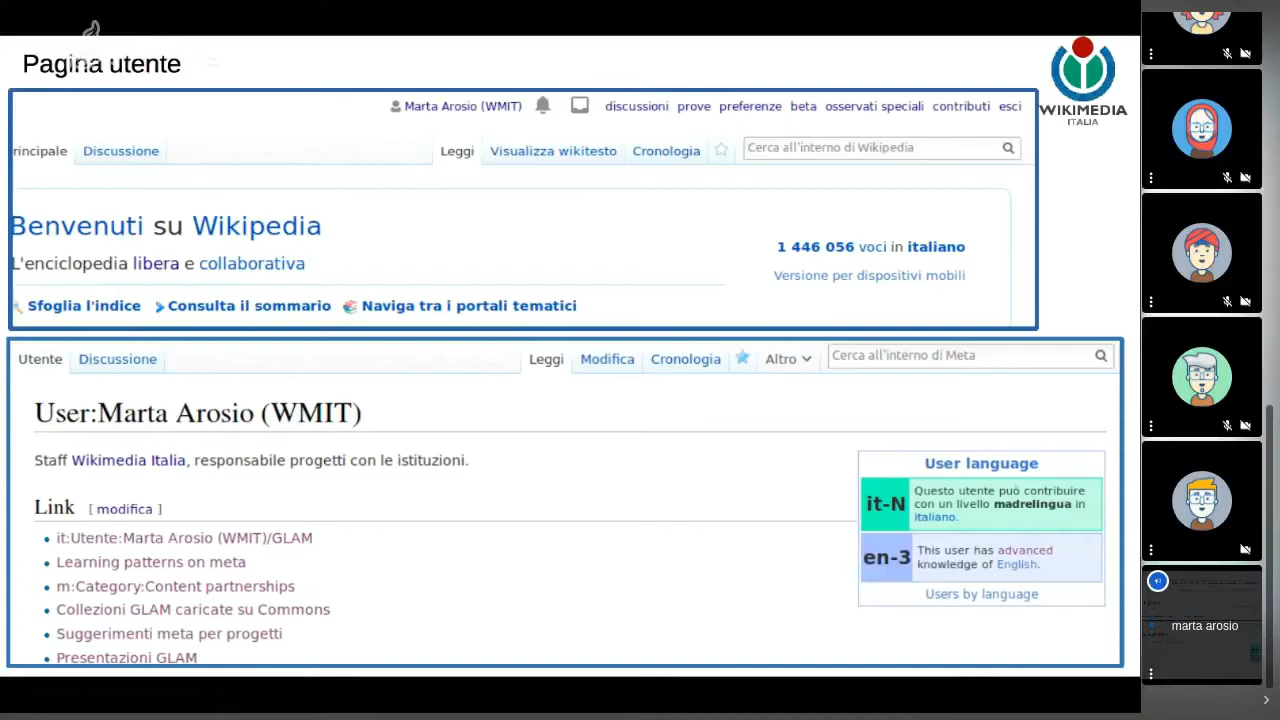 Pagina utente
WIKIMEDIA
ITALIA
Marta Arosio (WMIT) discussioni prove preferenze beta osservati speciali contributi esci
rincipale Discussione Leggi Visualizza wikitesto Cronologia Cerca all'interno di Wikipedia
Benvenuti su Wikipedia
L'enciclopedia libera e collaborativa
1 446 056 voci in italiano
Versione per dispositivi mobili
Sfoglia l'indice Consulta il sommario Naviga tra i portali tematici
Utente Discussione Leggi Modifica Cronologia Altro Cerca all'interno di Meta
User:Marta Arosio (WMIT)
Staff Wikimedia Italia, responsabile progetti con le istituzioni.
Link [ modifica ]
it:Utente:Marta Arosio (WMIT)/GLAM
Learning patterns on meta
m:Category:Content partnerships
Collezioni GLAM caricate su Commons
Suggerimenti meta per progetti
Presentazioni GLAM
User language
it-N
Questo utente può contribuire
con un livello madrelingua in
italiano.
en-3
This user has advanced
knowledge of English.
Users by language
marta arosio